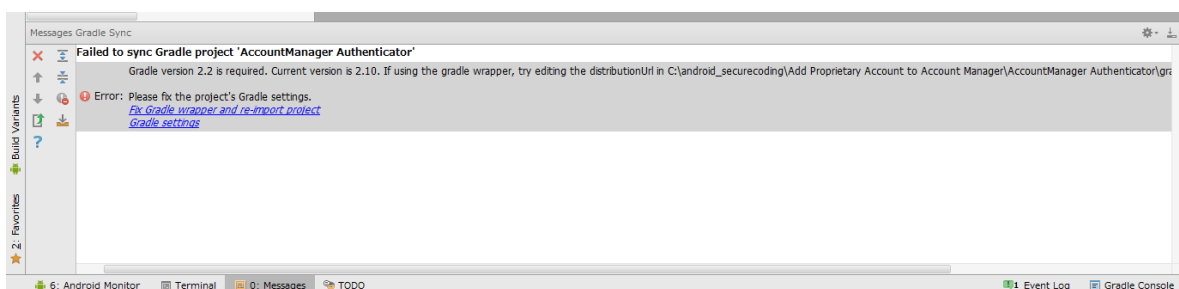 Messages Gradle Sync
Failed to sync Gradle project 'AccountManager Authenticator'
Gradle version 2.2 is required. Current version is 2.10. If using the gradle wrapper, try editing the distributionUrl in C:\android_securecoding\Add Proprietary Account to Account Manager\AccountManager Authenticator\gra
Error: Please fix the project's Gradle settings.
Fix Gradle wrapper and re-import project
Gradle settings
Build Variants
2: Favorites
6: Android Monitor Terminal 0: Messages TODO 1 Event Log Gradle Console